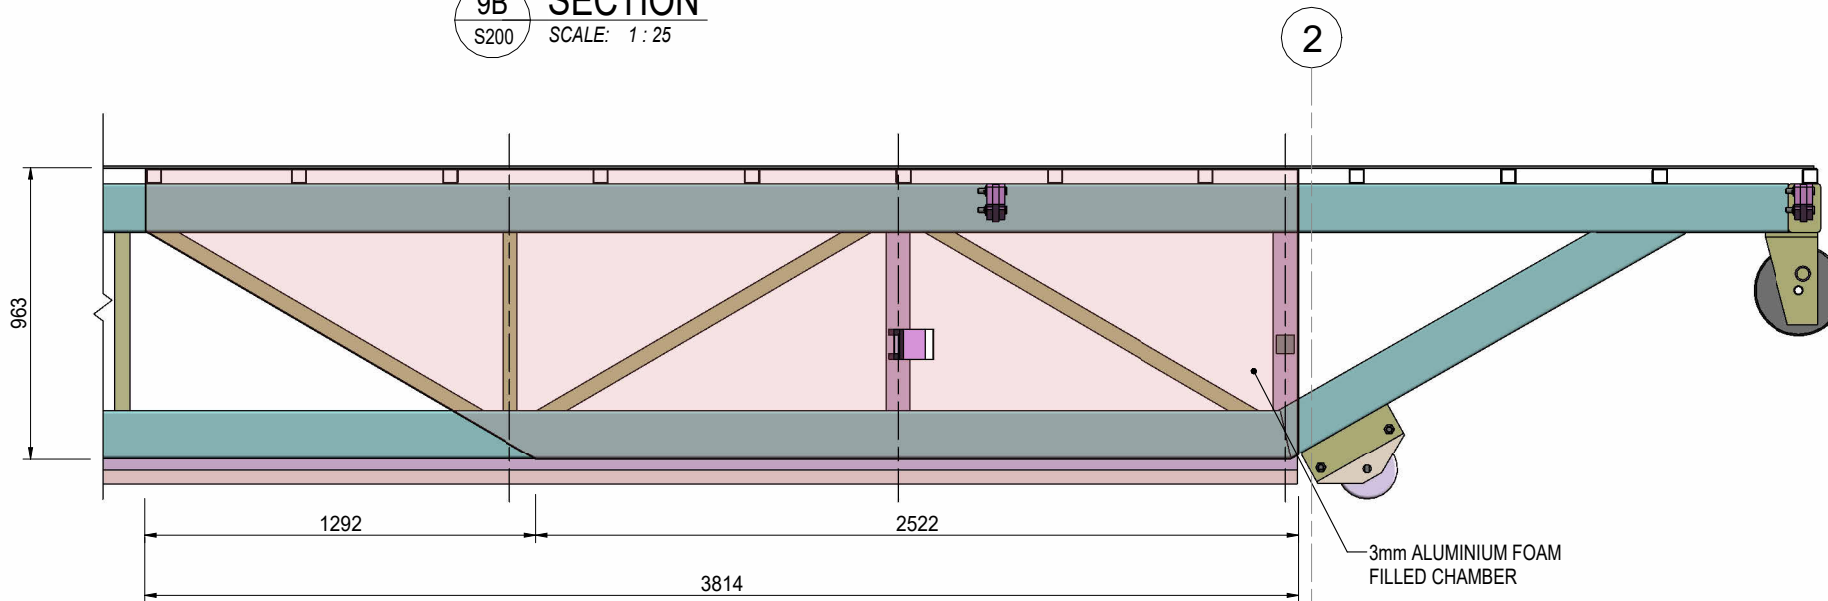 9B
SECTION
S200
SCALE: 1 : 25
2
963
1292
2522
3mm ALUMINIUM FOAM
FILLED CHAMBER
3814